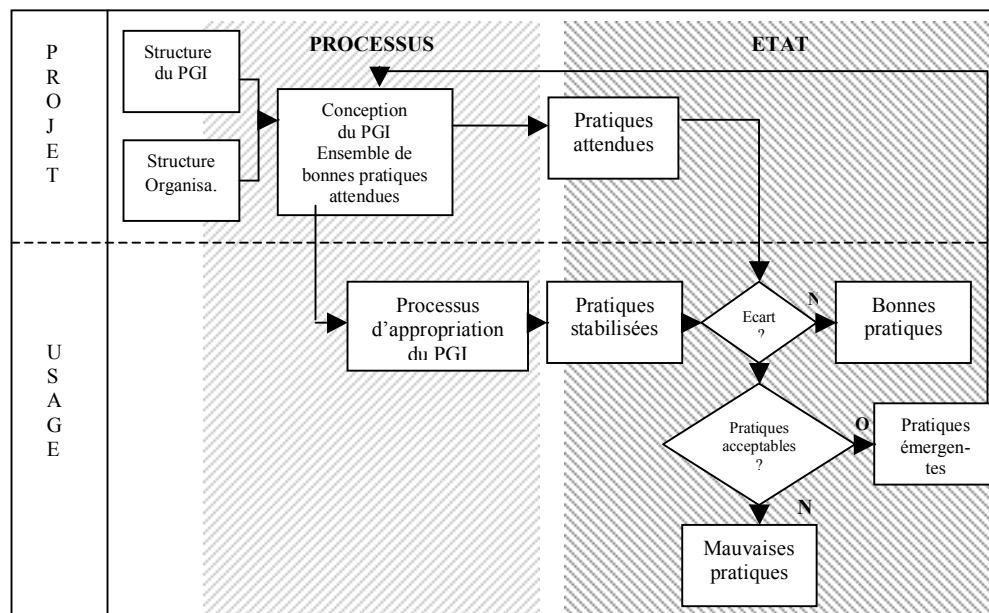 P
R
O
J
E
T
PROCESSUS
ETAT
Structure
du PGI
Structure
Organisa.
Conception
du PGI
Ensemble de
bonnes pratiques
attendues
Pratiques
attendues
U
S
A
G
E
Processus
d’appropriation
du PGI
Pratiques
stabilisées
Ecart
?
N
Bonnes
pratiques
Pratiques
acceptables
?
O
Pratiques
émergen-
tes
N
Mauvaises
pratiques